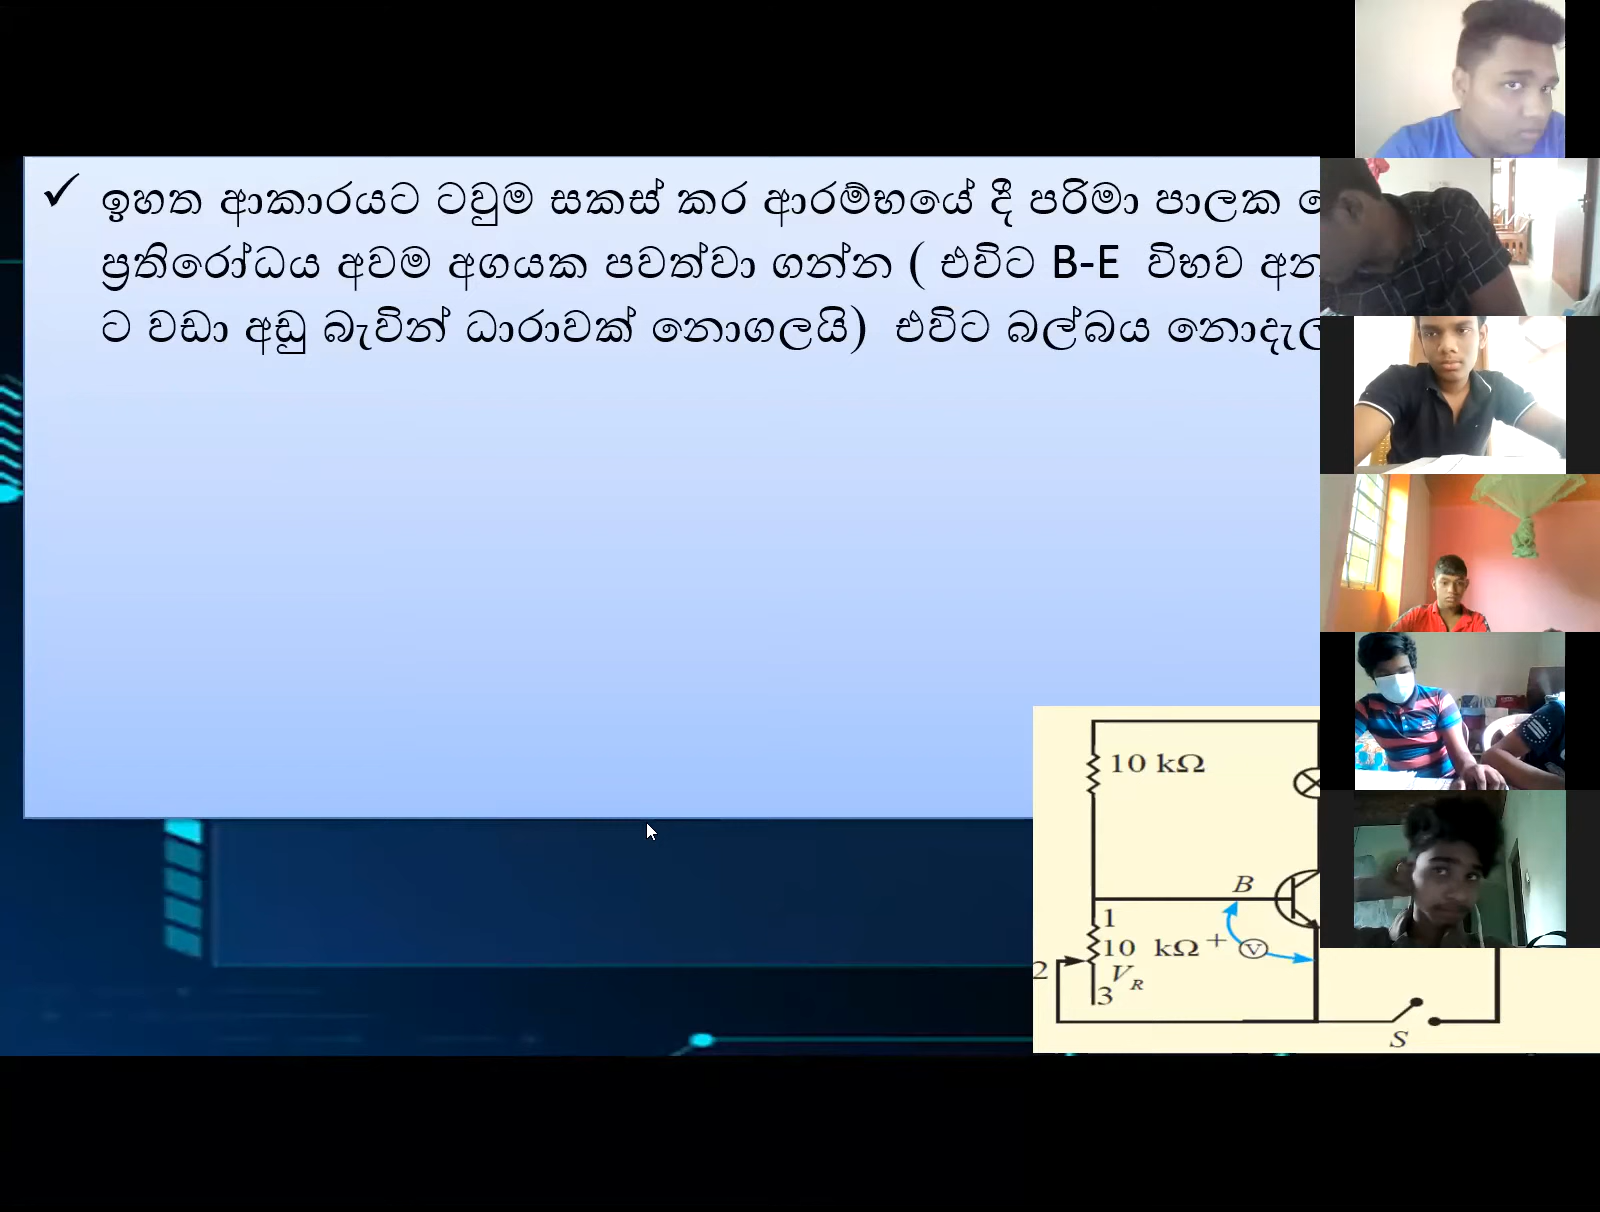 ✓ ඉහත ආකාරයට ටවුම සකස් කර ආරම්භයේ දී පරිමා පාලක
ප්‍රතිරෝධය අවම අගයක පවත්වා ගන්න ( එවිට B-E විභව
ට වඩා අඩු බැවින් ධාරාවක් නොගලයි) එවිට බල්බය
10 kΩ
B
1
10 kΩ + V
2
V_R
3
S